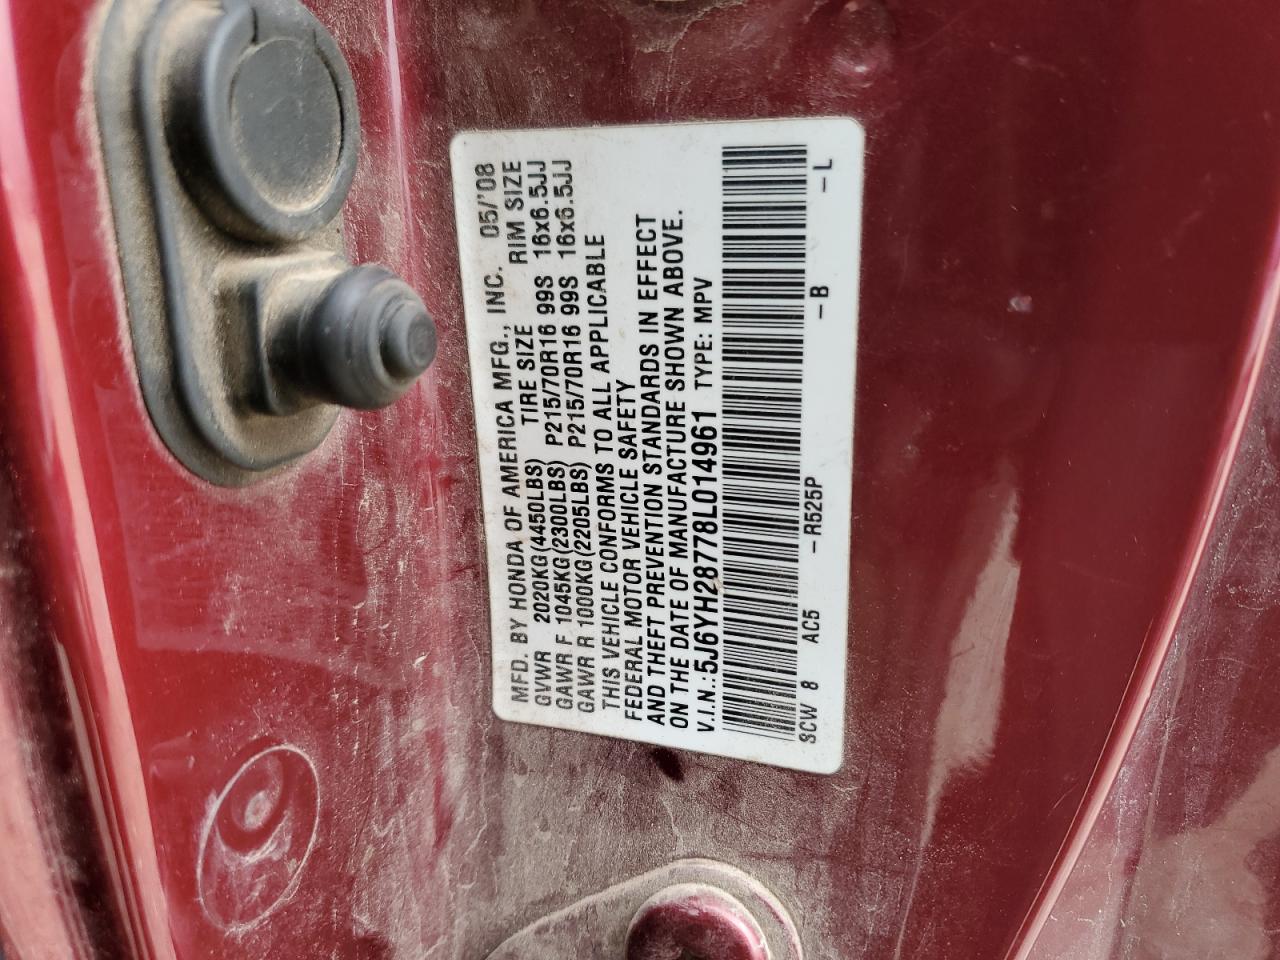 MFD. BY HONDA OF AMERICA MFG., INC. 05/'08
GVWR 2020KG(4450LBS) TIRE SIZE RIM SIZE
GAWR F 1045KG(2300LBS) P215/70R16 99S 16x6.5JJ
GAWR R 1000KG(2205LBS) P215/70R16 99S 16x6.5JJ
THIS VEHICLE CONFORMS TO ALL APPLICABLE
FEDERAL MOTOR VEHICLE SAFETY
AND THEFT PREVENTION STANDARDS IN EFFECT
ON THE DATE OF MANUFACTURE SHOWN ABOVE.
V.I.N.:5J6YH28778L014961 TYPE: MPV
SCW 8 AC5 -R525P -B -L